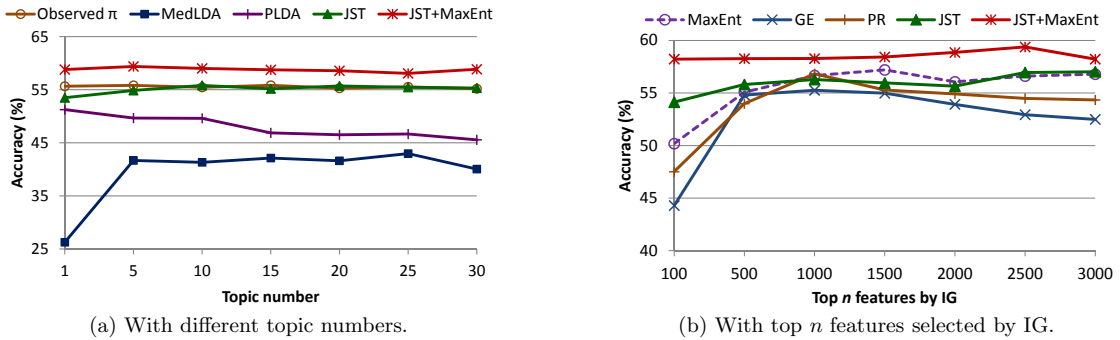 Observed π MedLDA PLDA JST JST+MaxEnt
65
55
45
35
25
Accuracy (%)
1 5 10 15 20 25 30
Topic number
(a) With different topic numbers.
MaxEnt GE PR JST JST+MaxEnt
60
55
50
45
40
Accuracy (%)
100 500 1000 1500 2000 2500 3000
Top n features by IG
(b) With top n features selected by IG.